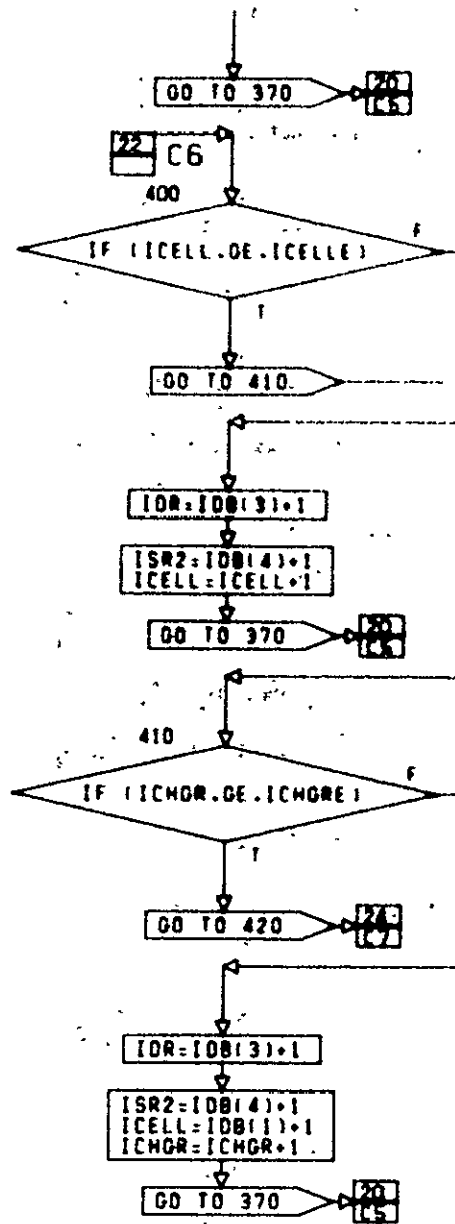 GO TO 370
20
C5
22
C6
400
IF (ICELL.GE.ICELLE)
F
T
GO TO 410.
IDR=IDB(3)+1
ISR2=IDB(4)+1
ICELL=ICELL+1
GO TO 370
20
C5
410
IF (ICHGR.GE.ICHGRE)
F
T
GO TO 420
24
C7
IDR=IDB(3)+1
ISR2=IDB(4)+1
ICELL=IDB(1)+1
ICHGR=ICHGR+1
GO TO 370
20
C5